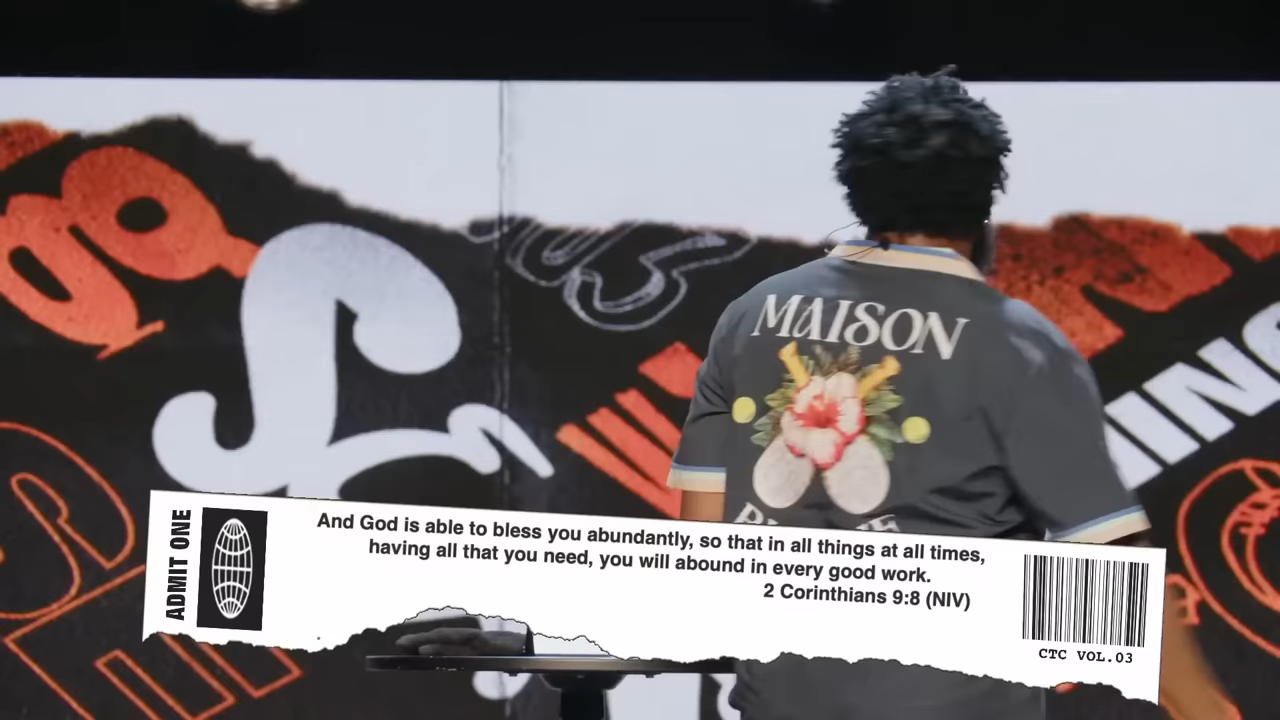 MAISON
ADMIT ONE
And God is able to bless you abundantly, so that in all things at all times,
having all that you need, you will abound in every good work.
2 Corinthians 9:8 (NIV)
CTC VOL.03